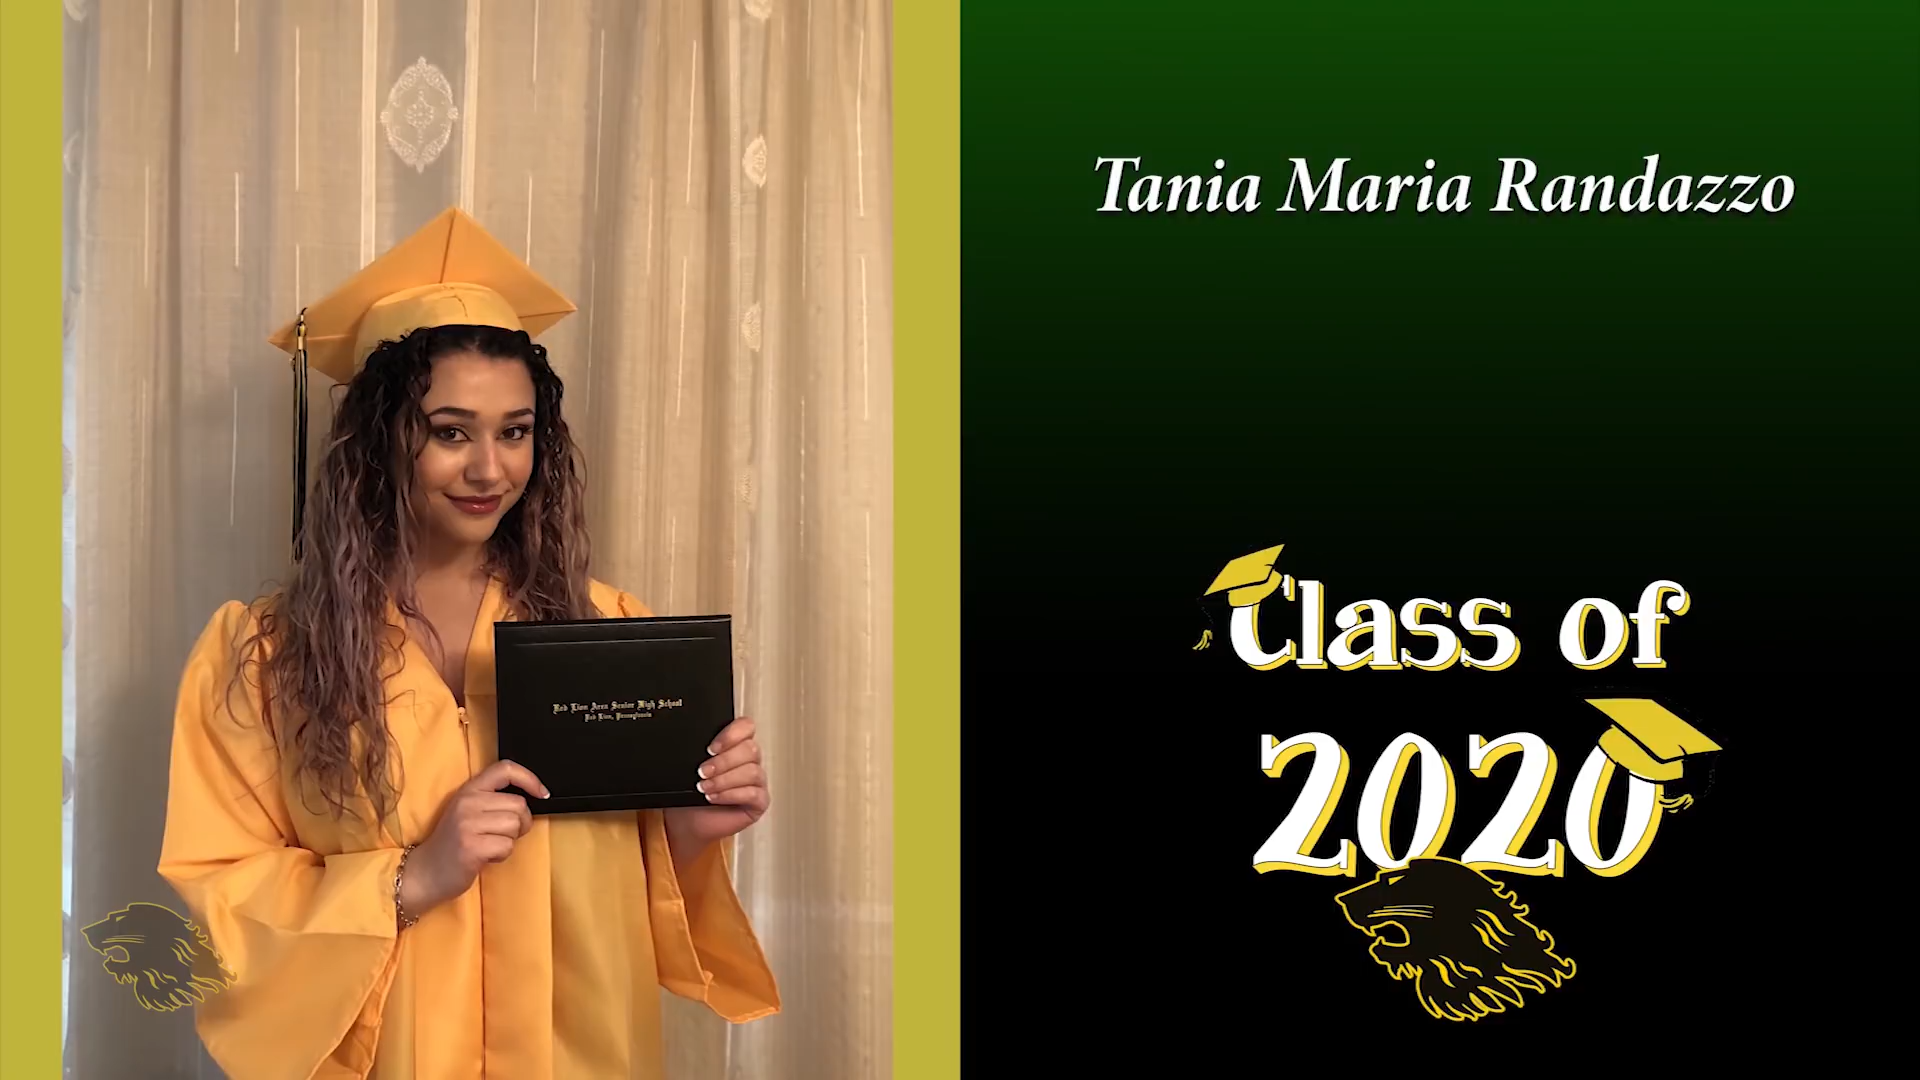 Tania Maria Randazzo
Red Lion Area Senior High School
Red Lion, Pennsylvania
Class of
2020